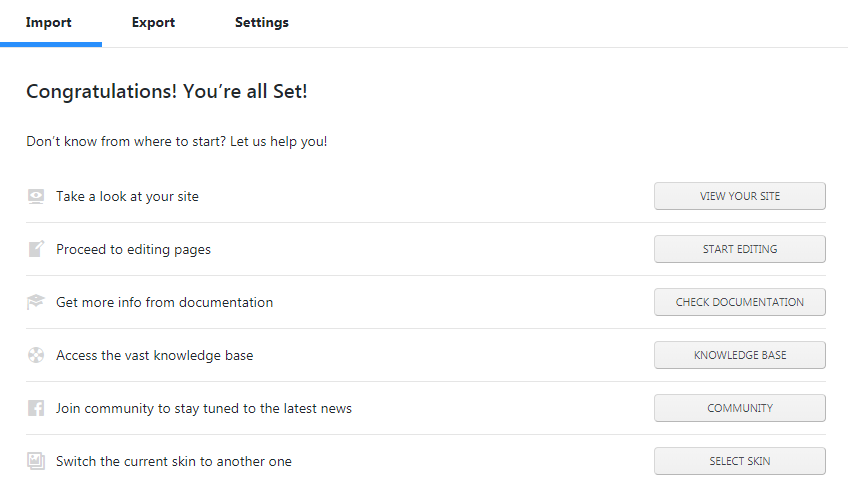 Import Export Settings
Congratulations! You're all Set!
Don't know from where to start? Let us help you!
Take a look at your site VIEW YOUR SITE
Proceed to editing pages START EDITING
Get more info from documentation CHECK DOCUMENTATION
Access the vast knowledge base KNOWLEDGE BASE
Join community to stay tuned to the latest news COMMUNITY
Switch the current skin to another one SELECT SKIN